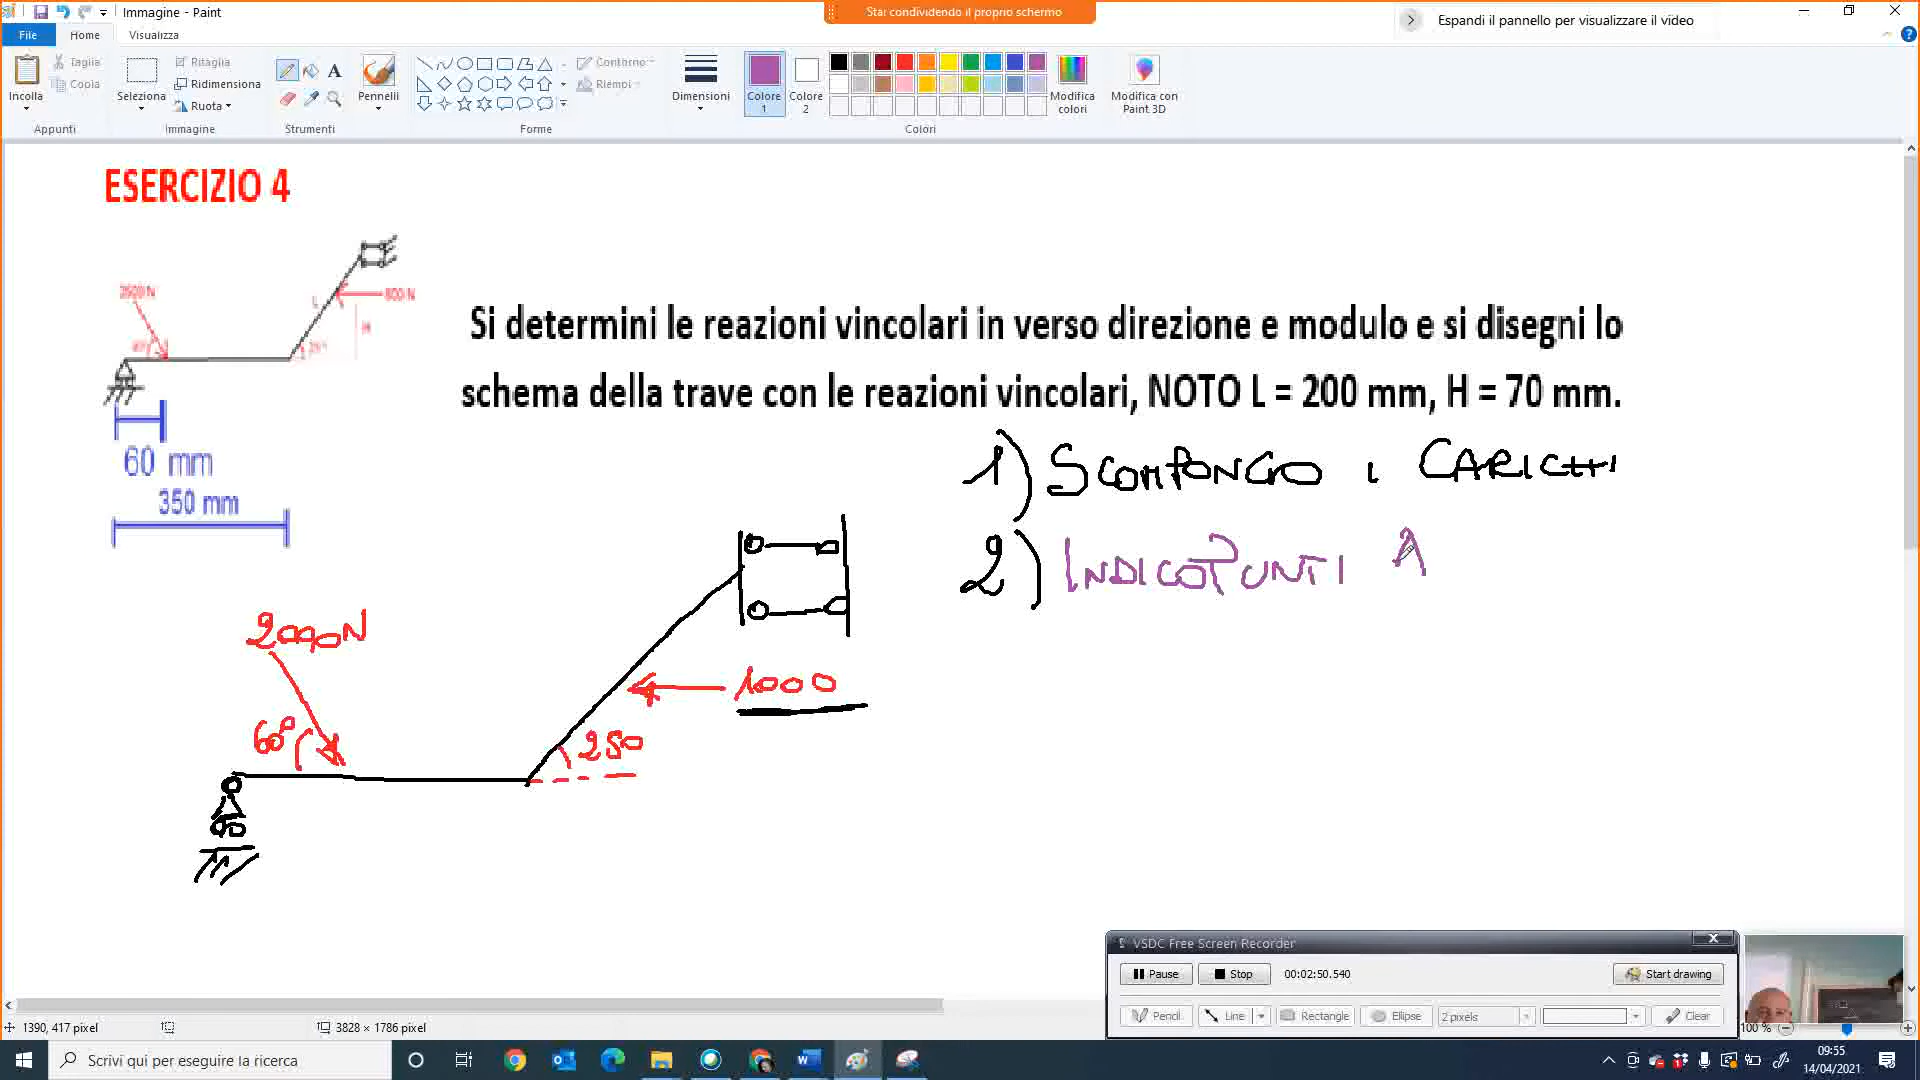 Immagine - Paint
Stai condividendo il proprio schermo
Espandi il pannello per visualizzare il video
File
Home
Visualizza
Incolla
Taglia
Copia
Appunti
Seleziona
Ritaglia
Ridimensiona
Ruota
Immagine
Strumenti
Pennelli
Contorno
Riempi
Forme
Dimensioni
Colore 1
Colore 2
Modifica colori
Modifica con Paint 3D
Colori
ESERCIZIO 4
L
H
Si determini le reazioni vincolari in verso direzione e modulo e si disegni lo
schema della trave con le reazioni vincolari, NOTO L = 200 mm, H = 70 mm.
60 mm
350 mm
1) SCOMPONGO I CARICHI
2) INDICO PUNTI A
2000N
60°
1000
VSDC Free Screen Recorder
Pause
Stop
00:02:50.540
Start drawing
Pencil
Line
Rectangle
Ellipse
2 pixels
Clear
1390, 417 pixel
3828 × 1786 pixel
100 %
Scrivi qui per eseguire la ricerca
09:55
14/04/2021